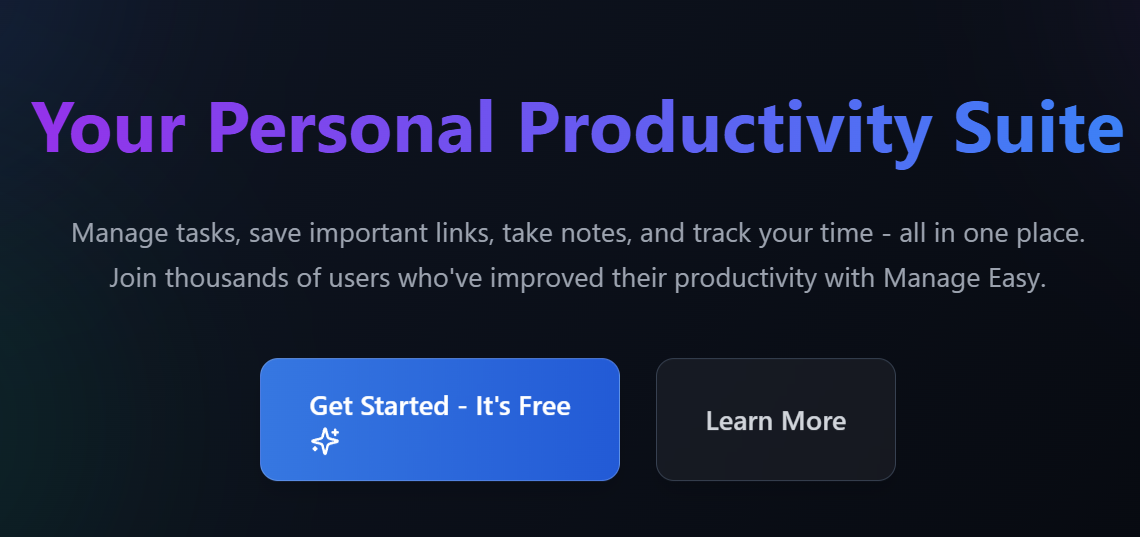 Your Personal Productivity Suite
Manage tasks, save important links, take notes, and track your time - all in one place.
Join thousands of users who've improved their productivity with Manage Easy.
Get Started - It's Free
Learn More